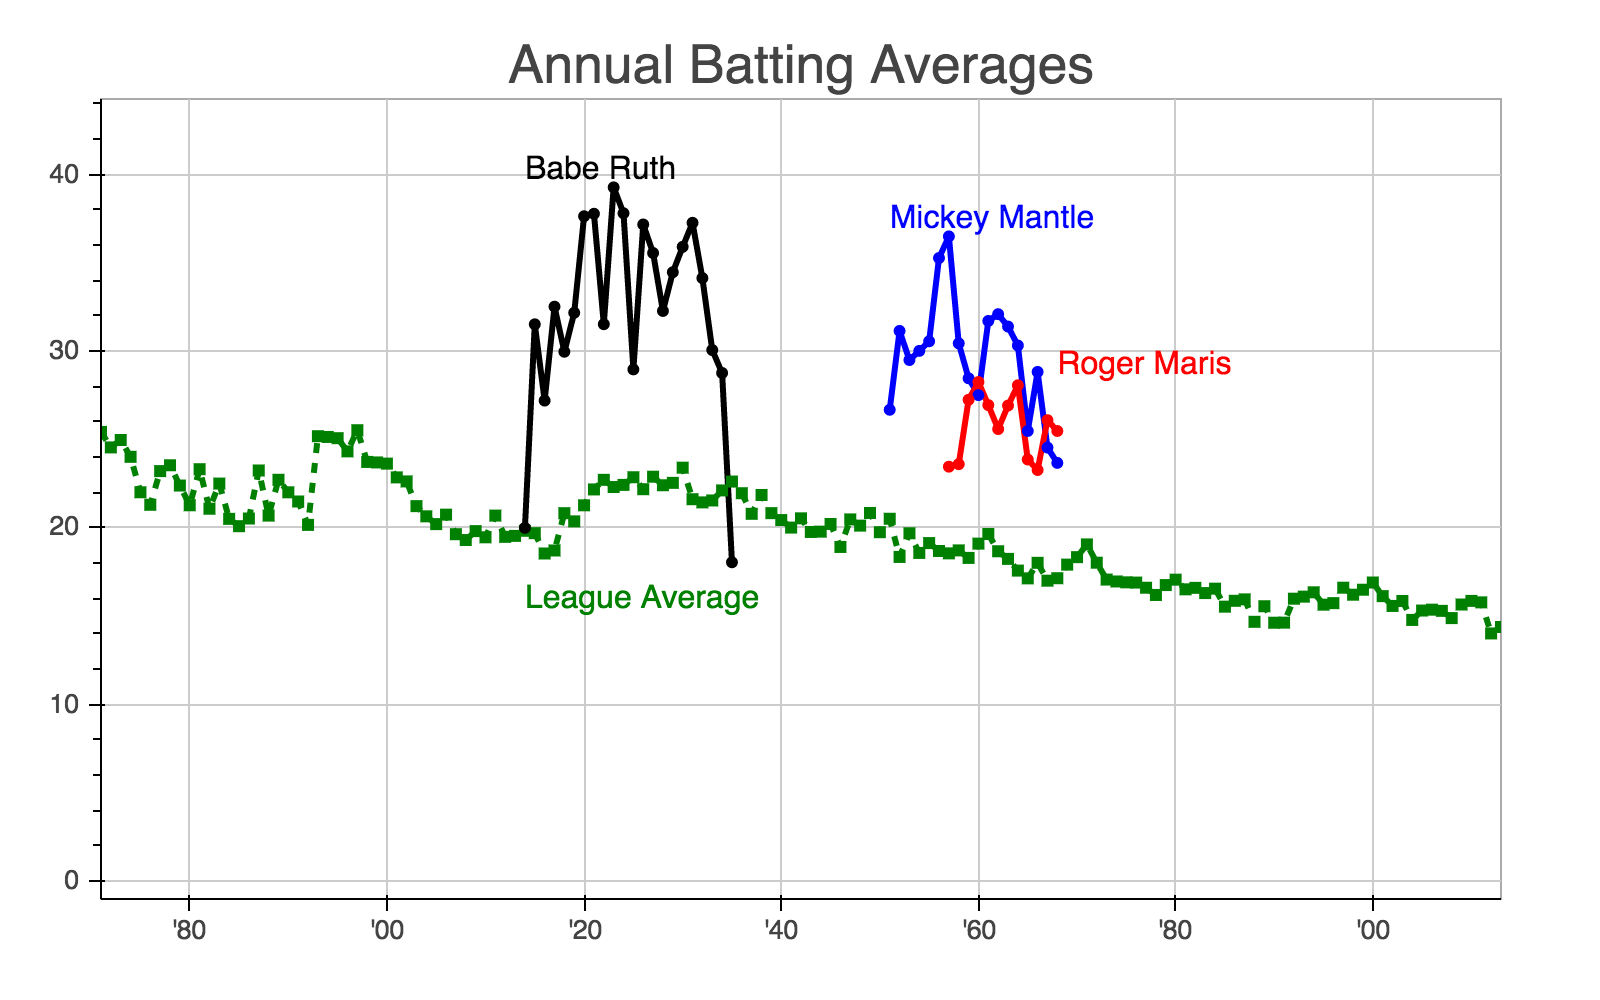 Annual Batting Averages
40
30
20
10
0
Babe Ruth
Mickey Mantle
Roger Maris
League Average
'80 '00 '20 '40 '60 '80 '00